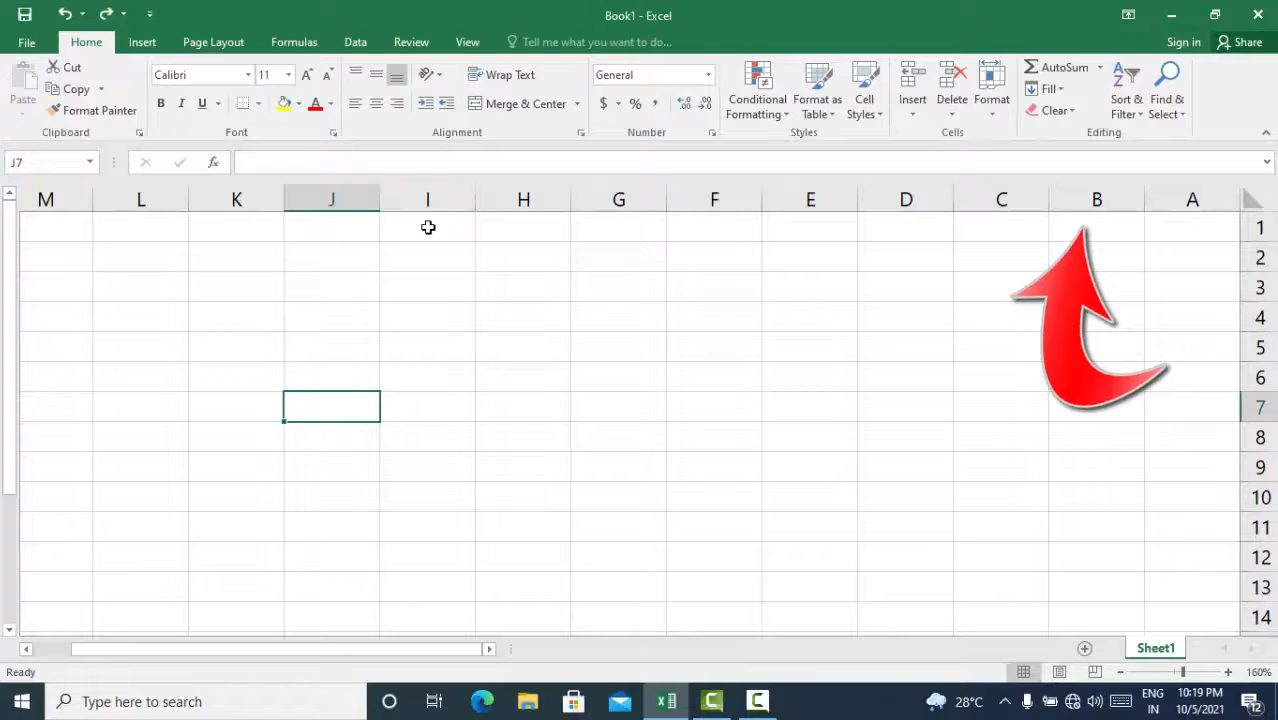 Book1 - Excel
File Home Insert Page Layout Formulas Data Review View Tell me what you want to do... Sign in Share
Paste
Cut
Copy
Format Painter
Clipboard
Calibri 11
B I U
Font
Wrap Text
Merge & Center
Alignment
General
$ % ,
Number
Conditional Formatting
Format as Table
Cell Styles
Styles
Insert
Delete
Format
Cells
AutoSum
Fill
Clear
Sort & Filter
Find & Select
Editing
J7
M L K J I H G F E D C B A
1
2
3
4
5
6
7
8
9
10
11
12
13
14
Sheet1
Ready 160%
Type here to search
28°C
ENG
IN
10:19 PM
10/5/2021
12